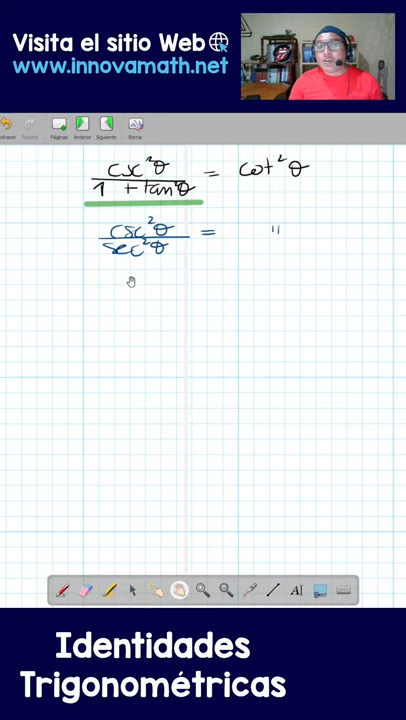 Visita el sitio Web
www.innovamath.net
Páginas Anterior Siguiente Borrar
csc²θ / 1 + tan²θ = cot²θ
csc²θ / sec²θ = "
AI
Identidades
Trigonométricas